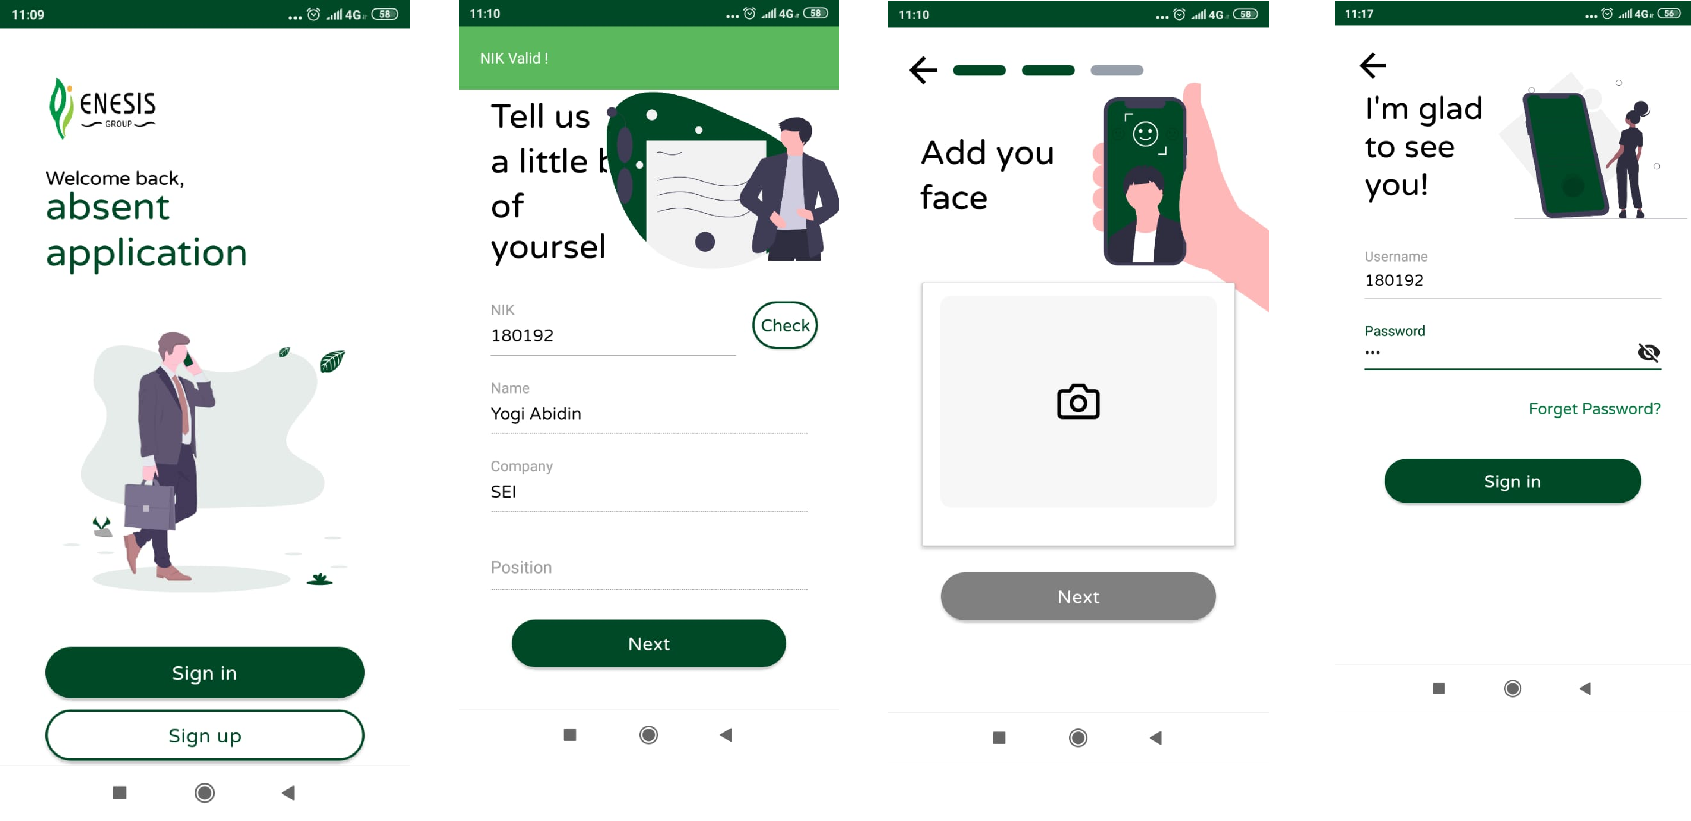 11:09
4G
58
ENESIS
GROUP
Welcome back,
absent
application
Sign in
Sign up
11:10
4G
58
NIK Valid !
Tell us
a little
of
yoursel
NIK
180192
Check
Name
Yogi Abidin
Company
SEI
Position
Next
11:10
4G
58
Add you
face
Next
11:17
4G
56
I'm glad
to see
you!
Username
180192
Password
•••
Forget Password?
Sign in